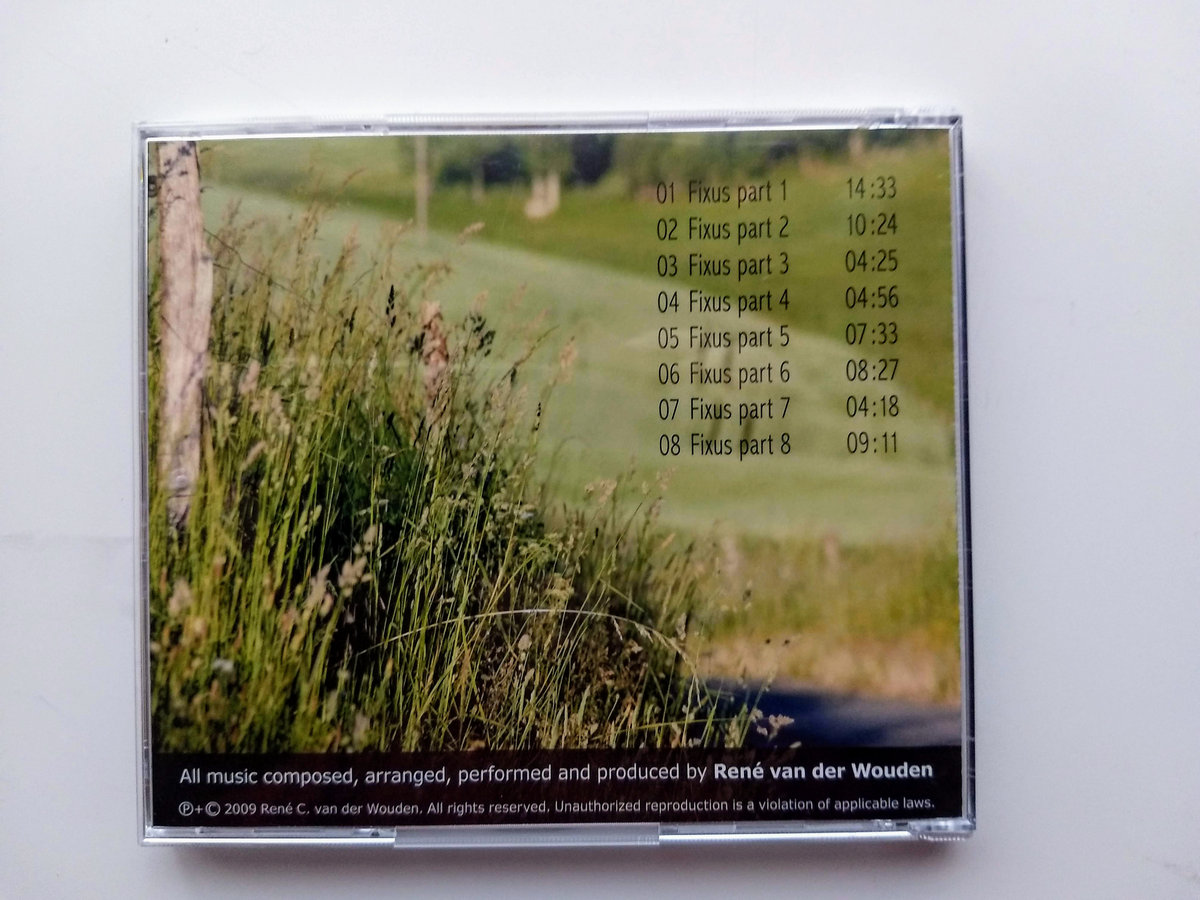 01 Fixus part 1 14:33
02 Fixus part 2 10:24
03 Fixus part 3 04:25
04 Fixus part 4 04:56
05 Fixus part 5 07:33
06 Fixus part 6 08:27
07 Fixus part 7 04:18
08 Fixus part 8 09:11
All music composed, arranged, performed and produced by René van der Wouden
℗+© 2009 René C. van der Wouden. All rights reserved. Unauthorized reproduction is a violation of applicable laws.